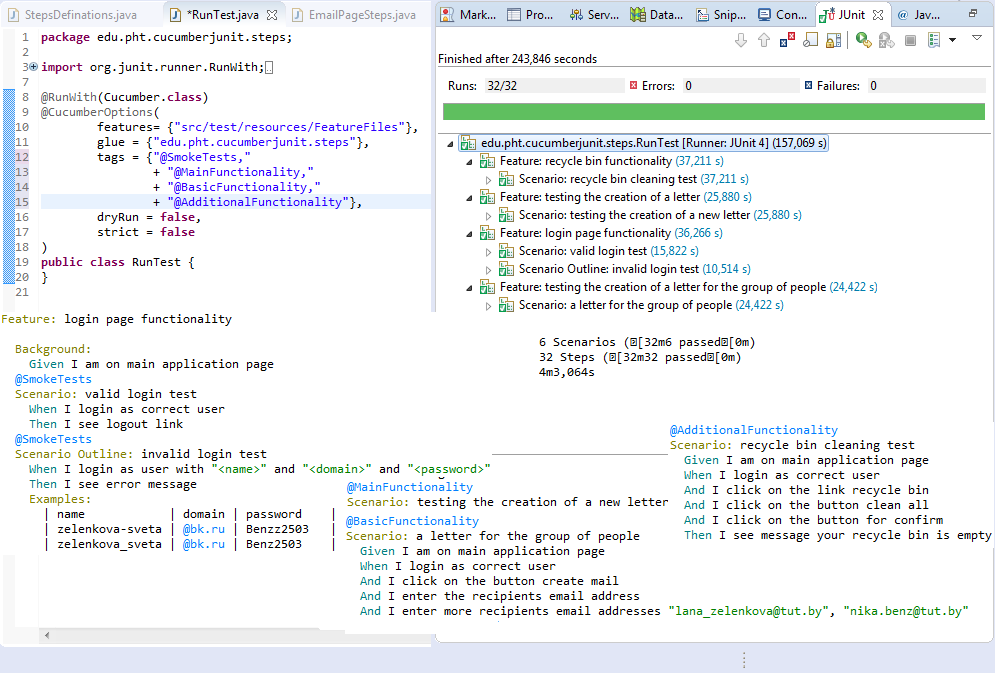 StepsDefinations.java
*RunTest.java
EmailPageSteps.java
1 package edu.pht.cucumberjunit.steps;
2
3 import org.junit.runner.RunWith;
7
8 @RunWith(Cucumber.class)
9 @CucumberOptions(
10 features= {"src/test/resources/FeatureFiles"},
11 glue = {"edu.pht.cucumberjunit.steps"},
12 tags = {"@SmokeTests,"
13 + "@MainFunctionality,"
14 + "@BasicFunctionality,"
15 + "@AdditionalFunctionality"},
16 dryRun = false,
17 strict = false
18 )
19 public class RunTest {
20 }
21
Mark... Pro... Serv... Data... Snip... Con... JUnit Jav...
Finished after 243,846 seconds
Runs: 32/32 Errors: 0 Failures: 0
edu.pht.cucumberjunit.steps.RunTest [Runner: JUnit 4] (157,069 s)
Feature: recycle bin functionality (37,211 s)
Scenario: recycle bin cleaning test (37,211 s)
Feature: testing the creation of a letter (25,880 s)
Scenario: testing the creation of a new letter (25,880 s)
Feature: login page functionality (36,266 s)
Scenario: valid login test (15,822 s)
Scenario Outline: invalid login test (10,514 s)
Feature: testing the creation of a letter for the group of people (24,422 s)
Scenario: a letter for the group of people (24,422 s)
Feature: login page functionality
Background:
Given I am on main application page
@SmokeTests
Scenario: valid login test
When I login as correct user
Then I see logout link
@SmokeTests
Scenario Outline: invalid login test
When I login as user with "<name>" and "<domain>" and "<password>"
Then I see error message
Examples:
| name | domain | password |
| zelenkova-sveta | @bk.ru | Benzz2503 |
| zelenkova_sveta | @bk.ru | Benz2503 |
6 Scenarios ([32m6 passed[0m)
32 Steps ([32m32 passed[0m)
4m3,064s
@MainFunctionality
Scenario: testing the creation of a new letter
@BasicFunctionality
Scenario: a letter for the group of people
Given I am on main application page
When I login as correct user
And I click on the button create mail
And I enter the recipients email address
And I enter more recipients email addresses "lana_zelenkova@tut.by", "nika.benz@tut.by"
@AdditionalFunctionality
Scenario: recycle bin cleaning test
Given I am on main application page
When I login as correct user
And I click on the link recycle bin
And I click on the button clean all
And I click on the button for confirm
Then I see message your recycle bin is empty